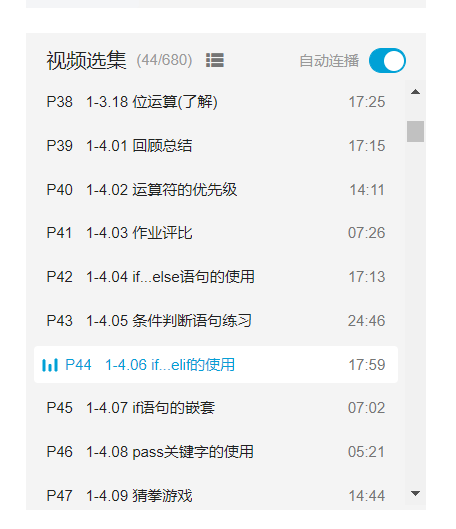 视频选集 (44/680) 自动连播
P38 1-3.18 位运算(了解) 17:25
P39 1-4.01 回顾总结 17:15
P40 1-4.02 运算符的优先级 14:11
P41 1-4.03 作业评比 07:26
P42 1-4.04 if...else语句的使用 17:13
P43 1-4.05 条件判断语句练习 24:46
P44 1-4.06 if...elif的使用 17:59
P45 1-4.07 if语句的嵌套 07:02
P46 1-4.08 pass关键字的使用 05:21
P47 1-4.09 猜拳游戏 14:44